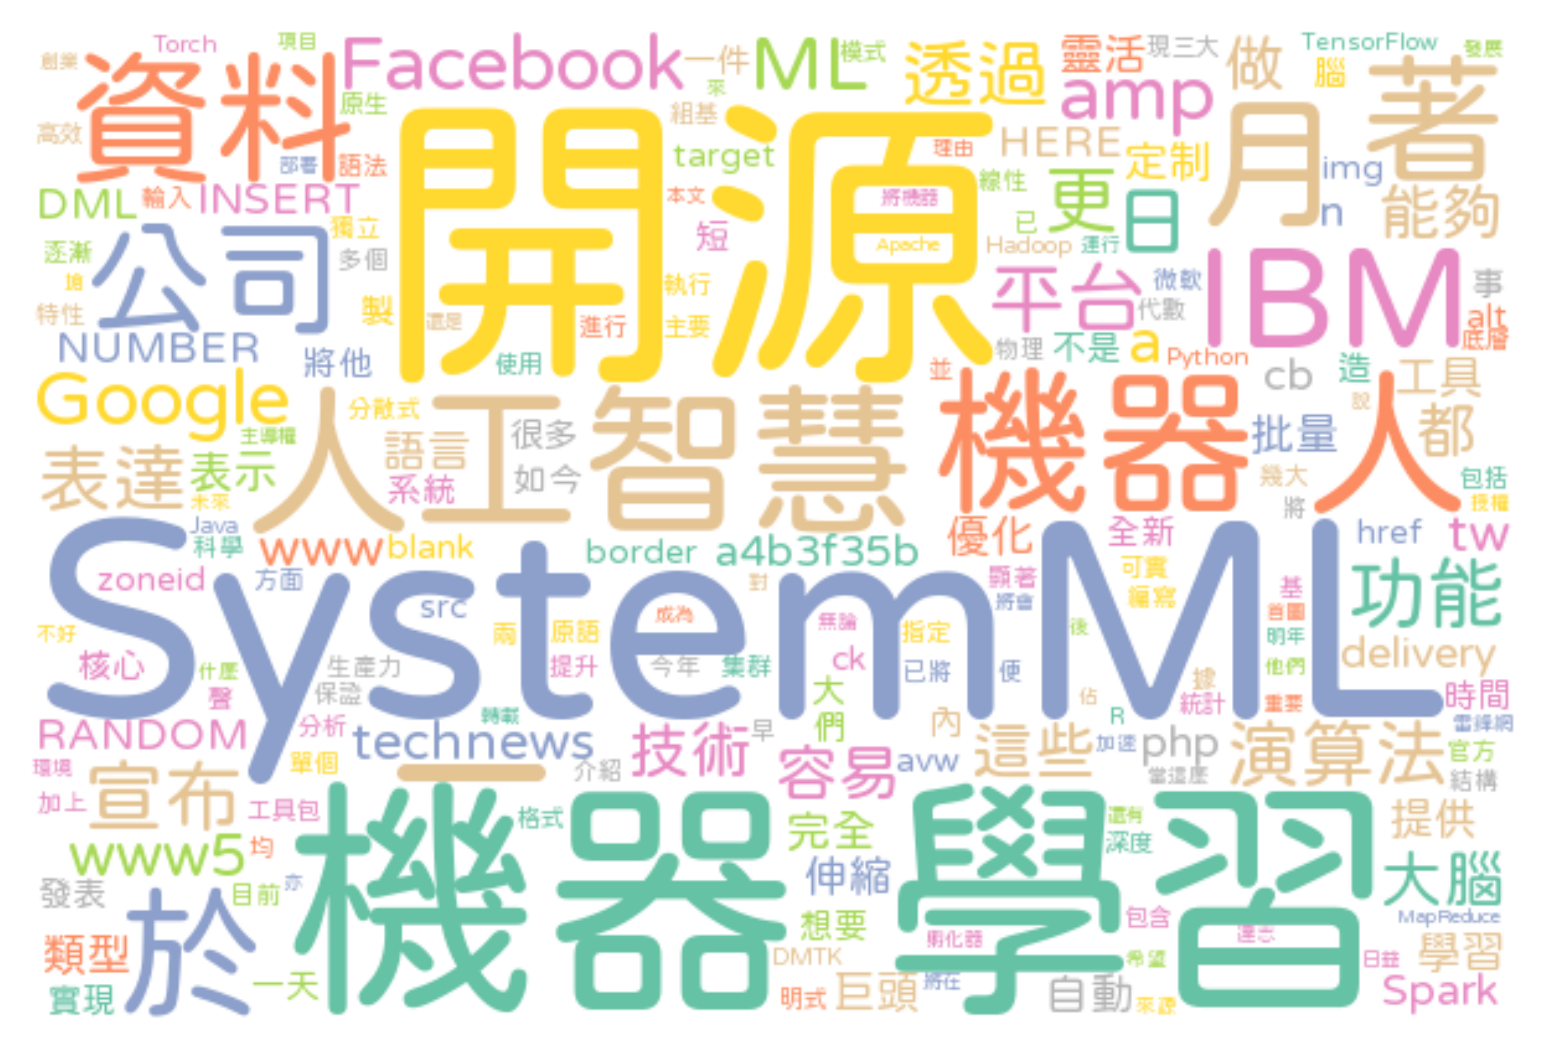 Torch
項目
創業
Facebook
一件
ML
模式
透過
靈活
現三大
做
TensorFlow
發展
資料
原生
來
amp
腦
著
高效
部署
語法
組基
target
理由
HERE
定制
月
img
DML
輸入
INSERT
開源
本文
將機器
線性
更
日
n
能夠
獨立
短
已
Apache
Hadoop
運行
逐漸
公司
多個
執行
平台
微軟
IBM
事
特性
製
還是
進行
主要
代數
alt
底層
NUMBER
將他
使用
物理
不是
a
Python
造
工具
Google
分散式
並
cb
說
主導權
人工智慧
很多
機器人
批量
都
表達
表示
語言
系統
如今
幾大
包括
未來
將
授權
Java
科學
www
blank
border
a4b3f35b
優化
全新
href
tw
zoneid
方面
SystemML
對
顯著
可實
功能
src
將會
編寫
基
首圖
不好
兩
原語
成為
無論
指定
後
明年
核心
什麼
生產力
提升
今年
集群
ck
已將
便
他們
delivery
聲
保證
大
佔
據
統計
重要
時間
RANDOM
分析
轉載
technews
技術
早
們
內
這些
R
加速
php
演算法
雷鋒網
官方
環境
宣布
單個
一
介紹
容易
avw
當這麼
結構
加上
工具包
機器學習
格式
完全
還有
深度
提供
www5
均
伸縮
大腦
發表
於
目前
亦
想要
孵化器
包含
達志
MapReduce
類型
一天
DMTK
希望
日益
學習
實現
明式
巨頭
將在
自動
來源
Spark